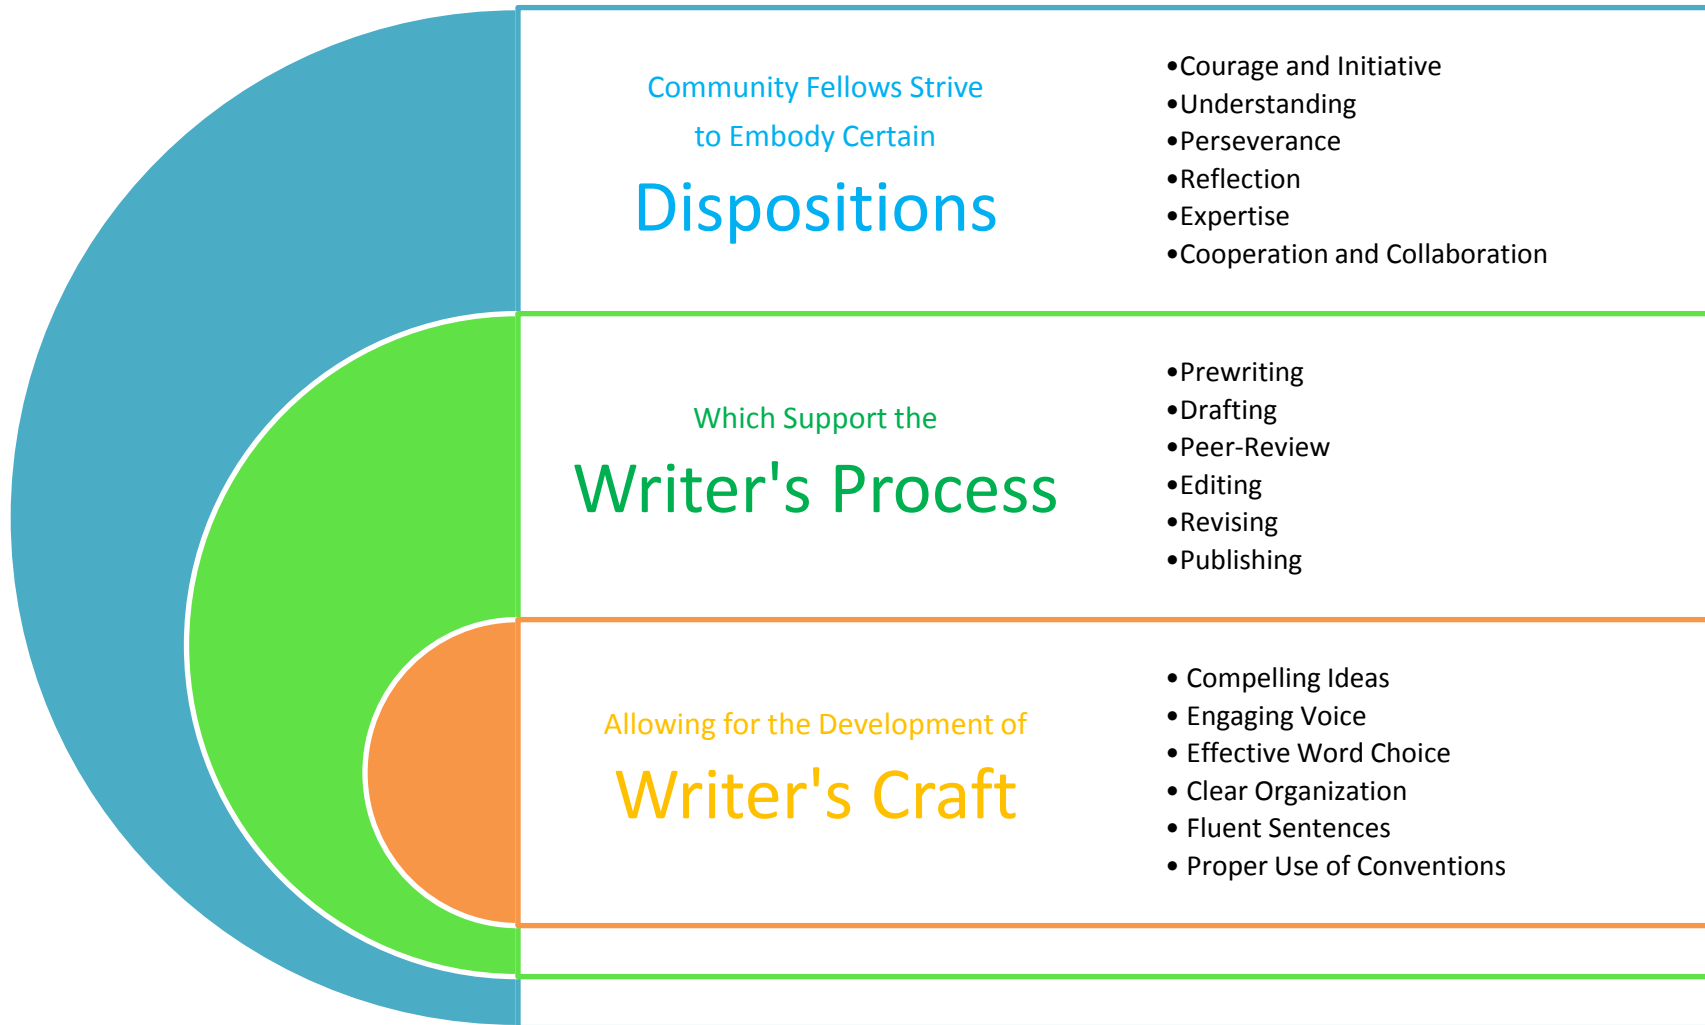 Community Fellows Strive
to Embody Certain
Dispositions
•Courage and Initiative
•Understanding
•Perseverance
•Reflection
•Expertise
•Cooperation and Collaboration
Which Support the
Writer's Process
•Prewriting
•Drafting
•Peer-Review
•Editing
•Revising
•Publishing
Allowing for the Development of
Writer's Craft
• Compelling Ideas
• Engaging Voice
• Effective Word Choice
• Clear Organization
• Fluent Sentences
• Proper Use of Conventions